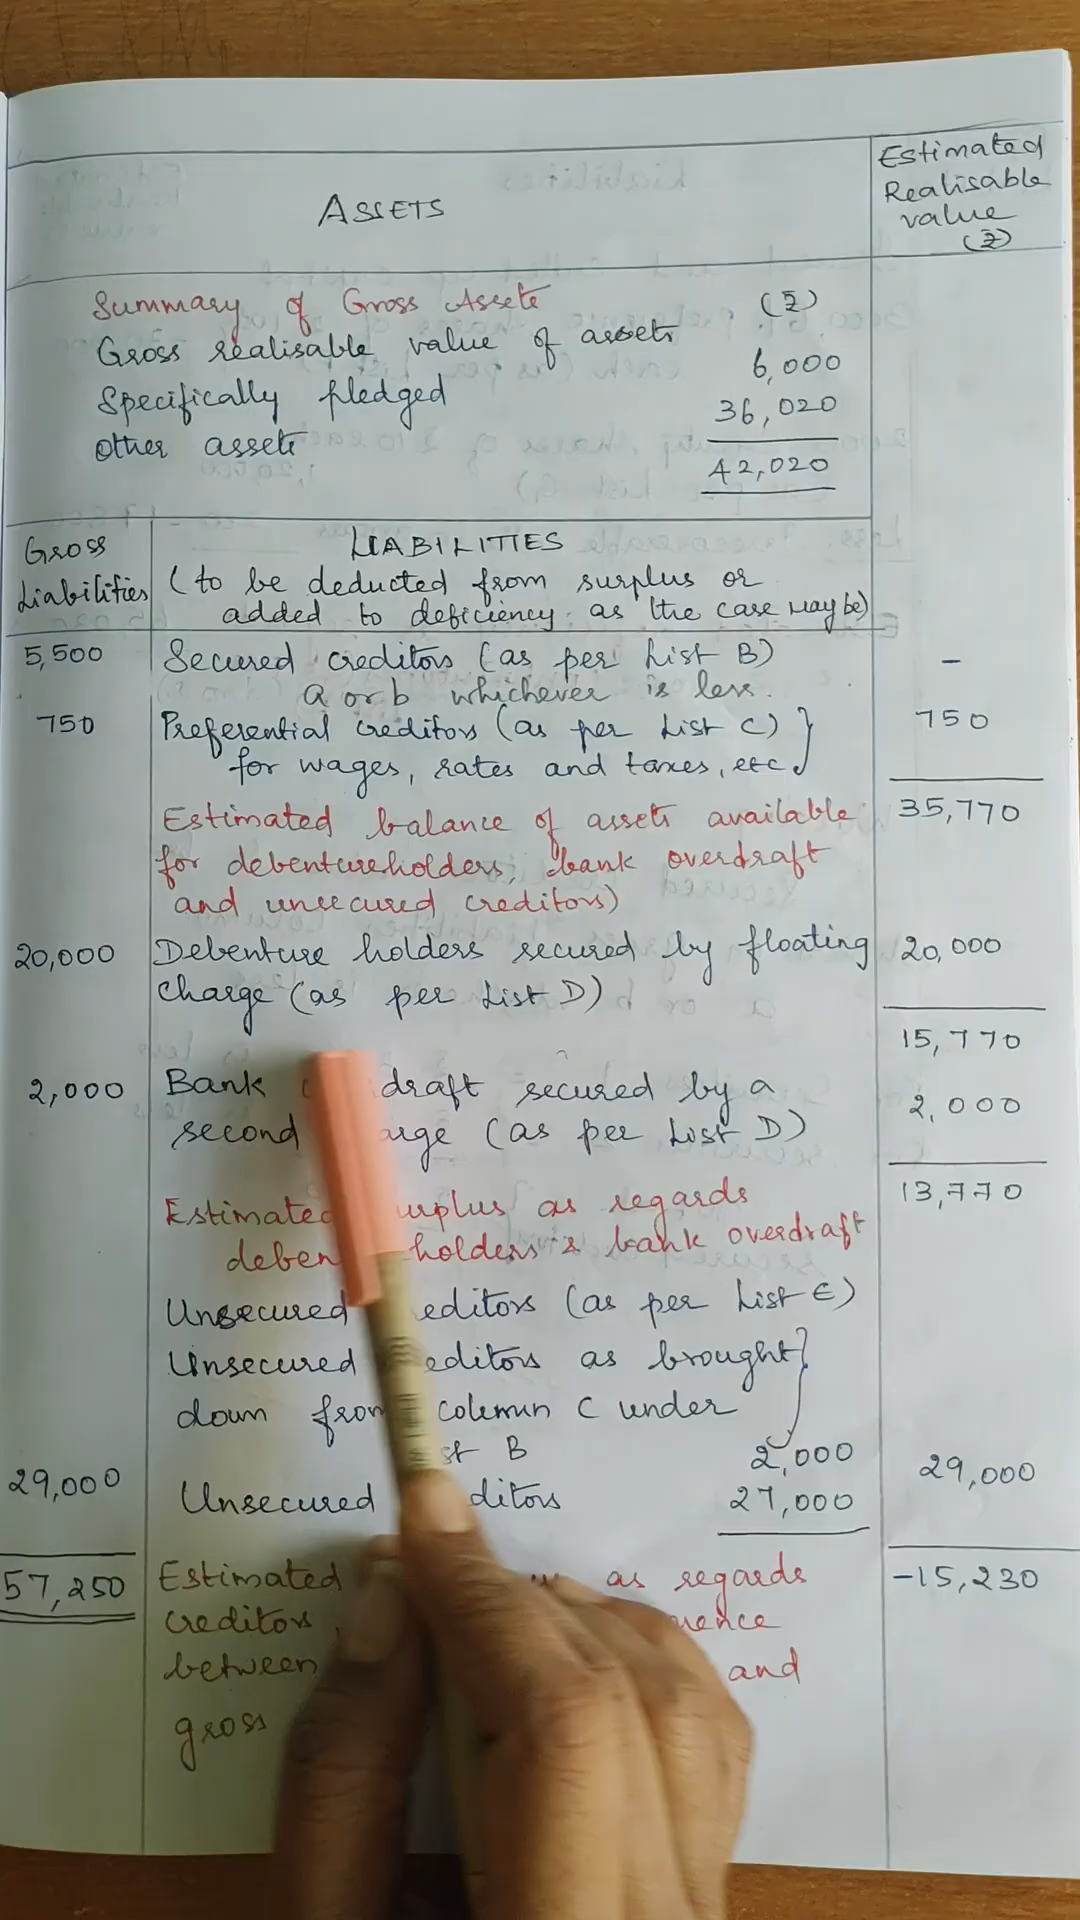 ASSETS
Estimated
Realisable
value
(₹)
Summary of Gross Assets (₹)
Gross realisable value of assets
Specifically pledged 6,000
other assets 36,020
42,020
Gross
Liabilities
LIABILITIES
(to be deducted from surplus or
added to deficiency as the case may be)
5,500 Secured creditors (as per List B) -
a or b whichever is less.
750 Preferential creditors (as per List C) 750
for wages, rates and taxes, etc
Estimated balance of assets available 35,770
for debentureholders, bank overdraft
and unsecured creditors)
20,000 Debenture holders secured by floating 20,000
charge (as per List D)
15,770
2,000 Bank draft secured by a 2,000
second arge (as per List D)
13,770
Estimated urplus as regards
deben holders & bank overdraft
Unsecured editors (as per List E)
Unsecured editors as brought
down from column C under
st B 2,000
29,000 Unsecured ditors 27,000 29,000
57,250 Estimated as regards -15,230
creditors
between and
gross